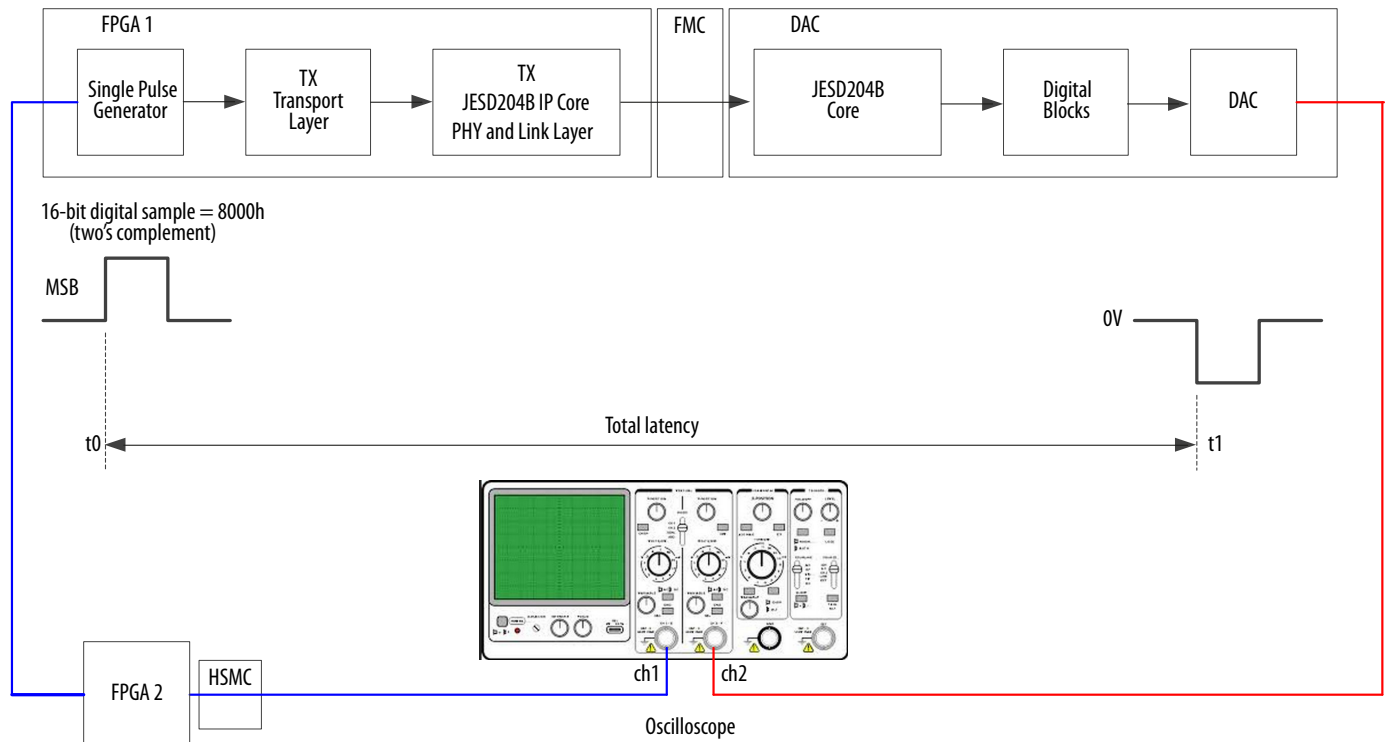 FPGA 1
FMC
DAC
Single Pulse
Generator
TX
Transport
Layer
TX
JESD204B IP Core
PHY and Link Layer
JESD204B
Core
Digital
Blocks
DAC
16-bit digital sample = 8000h
(two's complement)
MSB
0V
Total latency
t0
t1
ch1
ch2
FPGA 2
HSMC
Oscilloscope